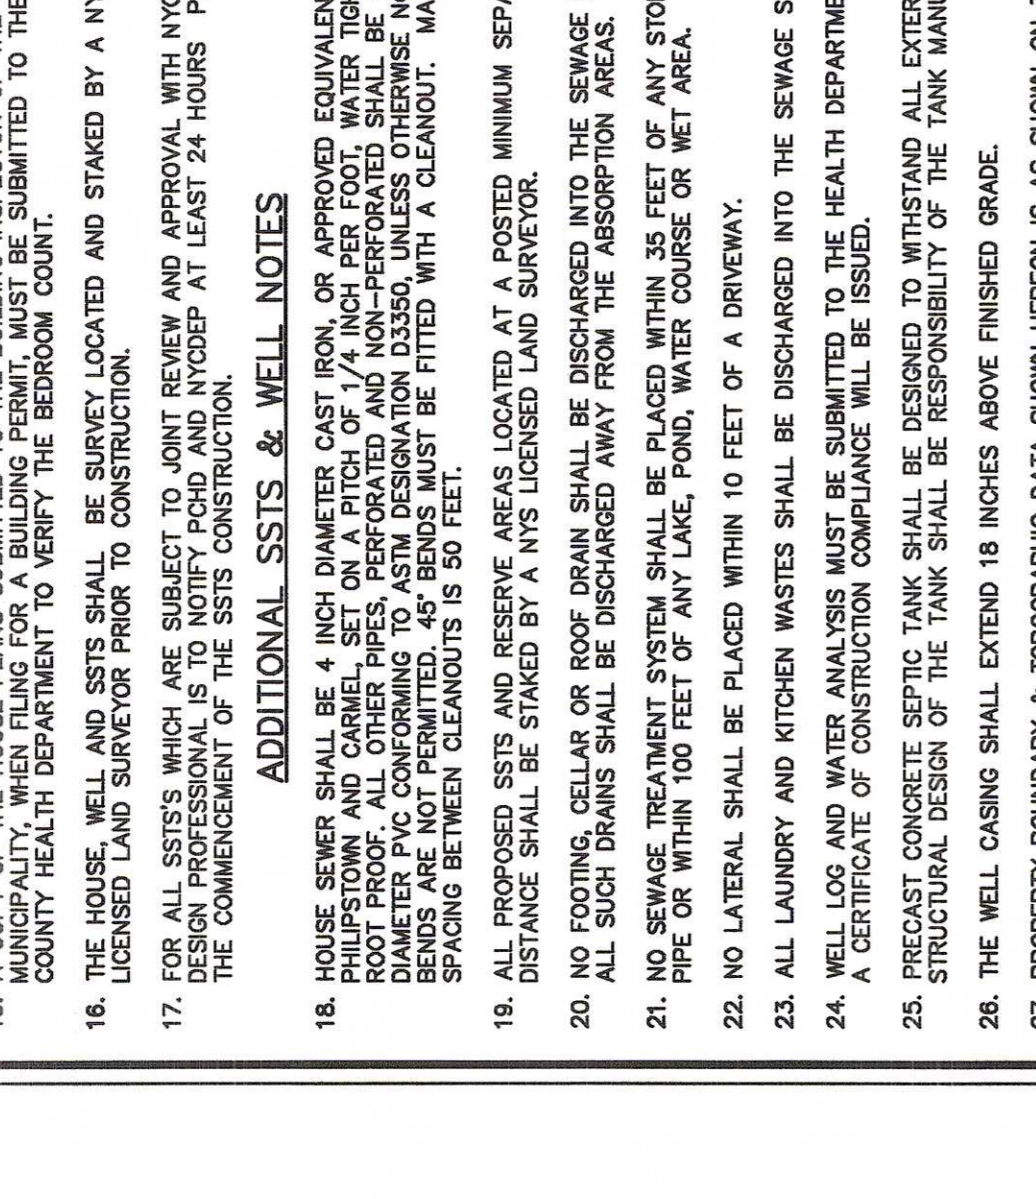 MUNICIPALITY, WHEN FILING FOR A BUILDING PERMIT, MUST BE SUBMITTED TO THE
COUNTY HEALTH DEPARTMENT TO VERIFY THE BEDROOM COUNT.
16. THE HOUSE, WELL AND SSTS SHALL BE SURVEY LOCATED AND STAKED BY A NY
LICENSED LAND SURVEYOR PRIOR TO CONSTRUCTION.
17. FOR ALL SSTS'S WHICH ARE SUBJECT TO JOINT REVIEW AND APPROVAL WITH NYC
DESIGN PROFESSIONAL IS TO NOTIFY PCHD AND NYCDEP AT LEAST 24 HOURS P
THE COMMENCEMENT OF THE SSTS CONSTRUCTION.
ADDITIONAL SSTS & WELL NOTES
18. HOUSE SEWER SHALL BE 4 INCH DIAMETER CAST IRON, OR APPROVED EQUIVALEN
PHILIPSTOWN AND CARMEL, SET ON A PITCH OF 1/4 INCH PER FOOT, WATER TIGH
ROOT PROOF. ALL OTHER PIPES, PERFORATED AND NON-PERFORATED SHALL BE
DIAMETER PVC CONFORMING TO ASTM DESIGNATION D3350, UNLESS OTHERWISE NO
BENDS ARE NOT PERMITTED. 45° BENDS MUST BE FITTED WITH A CLEANOUT. MA
SPACING BETWEEN CLEANOUTS IS 50 FEET.
19. ALL PROPOSED SSTS AND RESERVE AREAS LOCATED AT A POSTED MINIMUM SEPA
DISTANCE SHALL BE STAKED BY A NYS LICENSED LAND SURVEYOR.
20. NO FOOTING, CELLAR OR ROOF DRAIN SHALL BE DISCHARGED INTO THE SEWAGE
ALL SUCH DRAINS SHALL BE DISCHARGED AWAY FROM THE ABSORPTION AREAS.
21. NO SEWAGE TREATMENT SYSTEM SHALL BE PLACED WITHIN 35 FEET OF ANY STO
PIPE OR WITHIN 100 FEET OF ANY LAKE, POND, WATER COURSE OR WET AREA.
22. NO LATERAL SHALL BE PLACED WITHIN 10 FEET OF A DRIVEWAY.
23. ALL LAUNDRY AND KITCHEN WASTES SHALL BE DISCHARGED INTO THE SEWAGE S
24. WELL LOG AND WATER ANALYSIS MUST BE SUBMITTED TO THE HEALTH DEPARTME
A CERTIFICATE OF CONSTRUCTION COMPLIANCE WILL BE ISSUED.
25. PRECAST CONCRETE SEPTIC TANK SHALL BE DESIGNED TO WITHSTAND ALL EXTER
STRUCTURAL DESIGN OF THE TANK SHALL BE RESPONSIBILITY OF THE TANK MANU
26. THE WELL CASING SHALL EXTEND 18 INCHES ABOVE FINISHED GRADE.